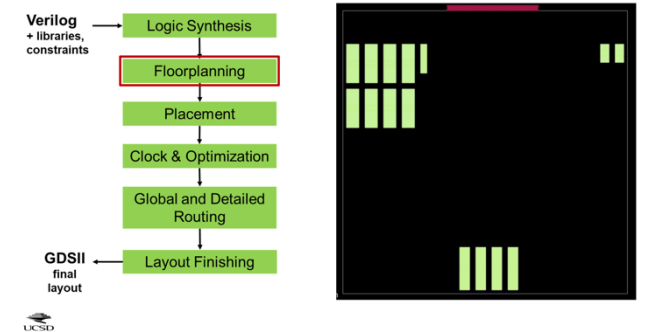 Verilog
+ libraries,
constraints
Logic Synthesis
Floorplanning
Placement
Clock & Optimization
Global and Detailed
Routing
GDSII
final
layout
Layout Finishing
UCSD